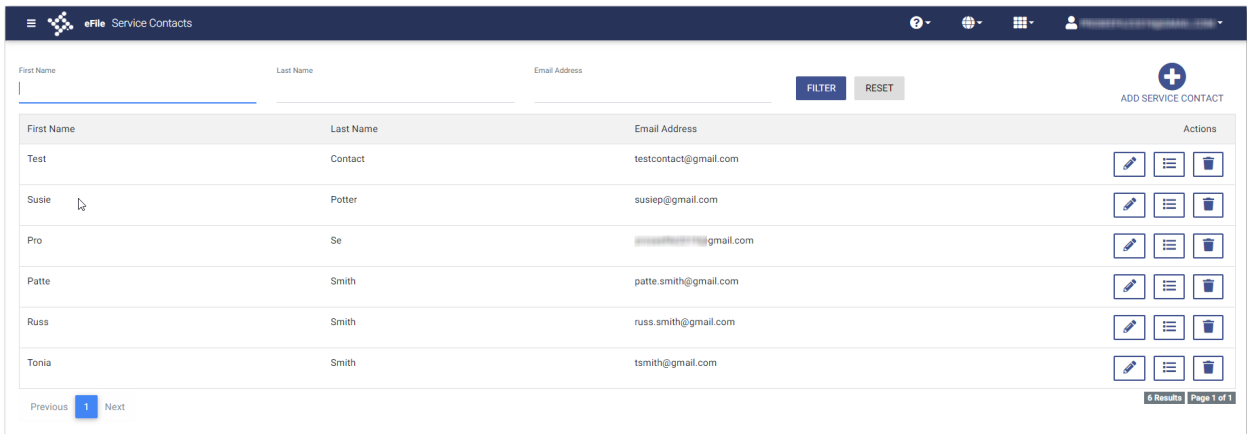 eFile Service Contacts
First Name Last Name Email Address
FILTER RESET
ADD SERVICE CONTACT
First Name Last Name Email Address Actions
Test Contact testcontact@gmail.com
Susie Potter susiep@gmail.com
Pro Se gmail.com
Patte Smith patte.smith@gmail.com
Russ Smith russ.smith@gmail.com
Tonia Smith tsmith@gmail.com
Previous 1 Next
6 Results Page 1 of 1